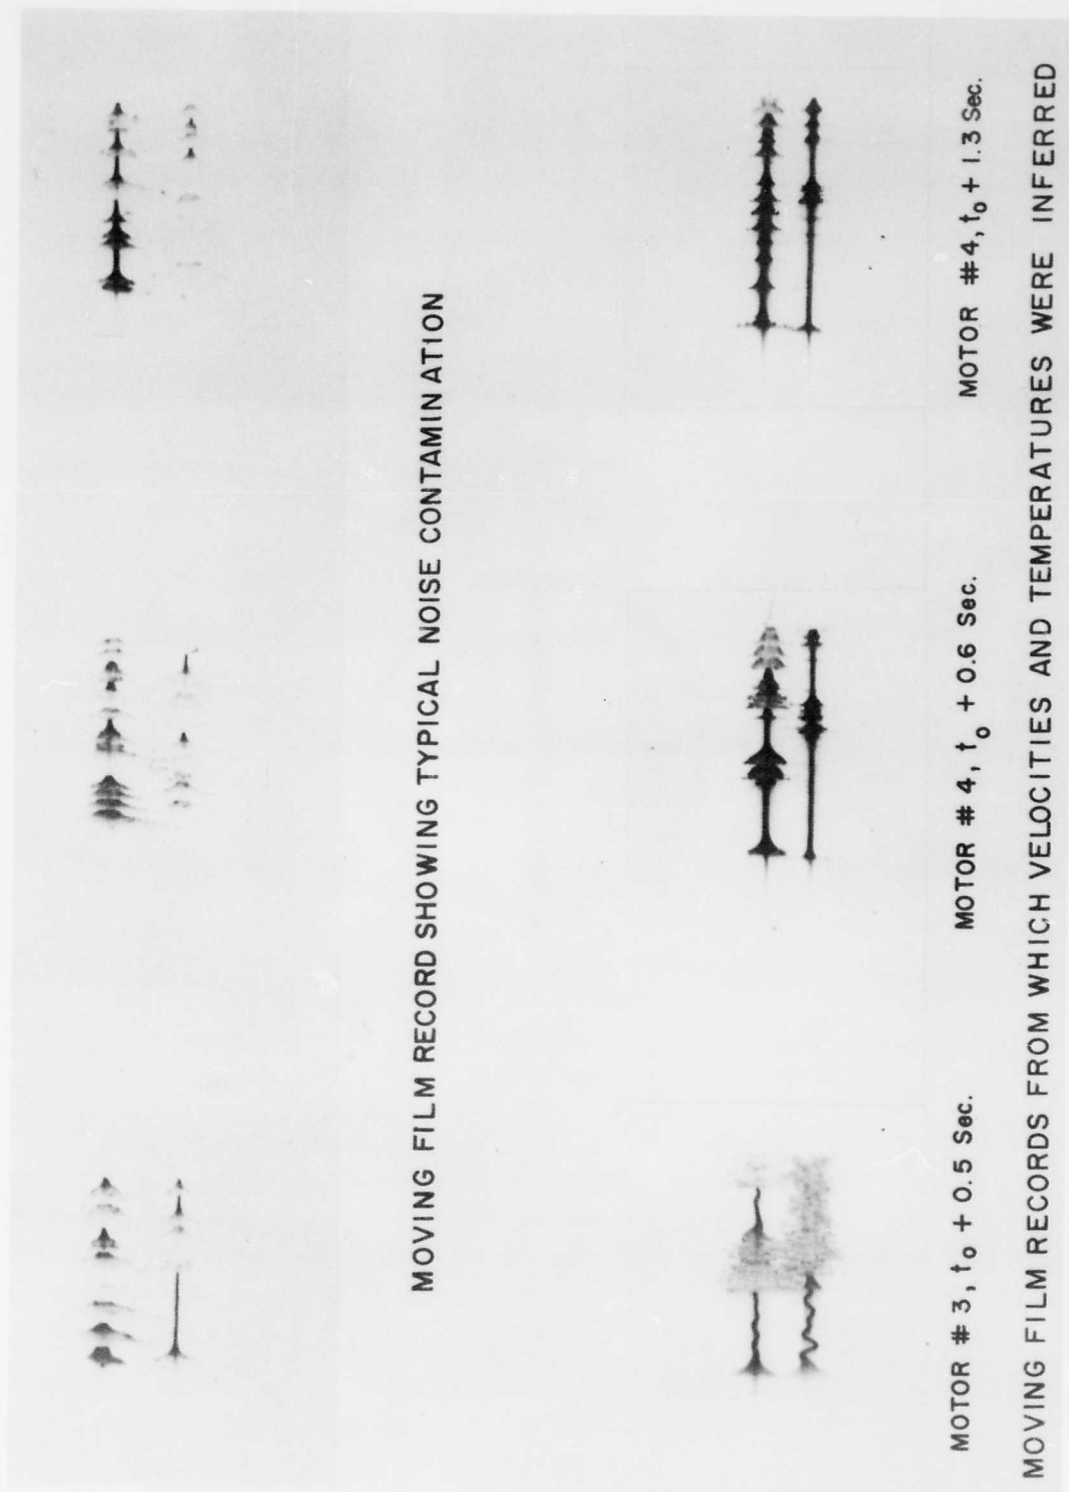 MOVING FILM RECORD SHOWING TYPICAL NOISE CONTAMINATION
MOTOR #3, t₀ + 0.5 Sec.
MOTOR #4, t₀ + 0.6 Sec.
MOTOR #4, t₀ + 1.3 Sec.
MOVING FILM RECORDS FROM WHICH VELOCITIES AND TEMPERATURES WERE INFERRED